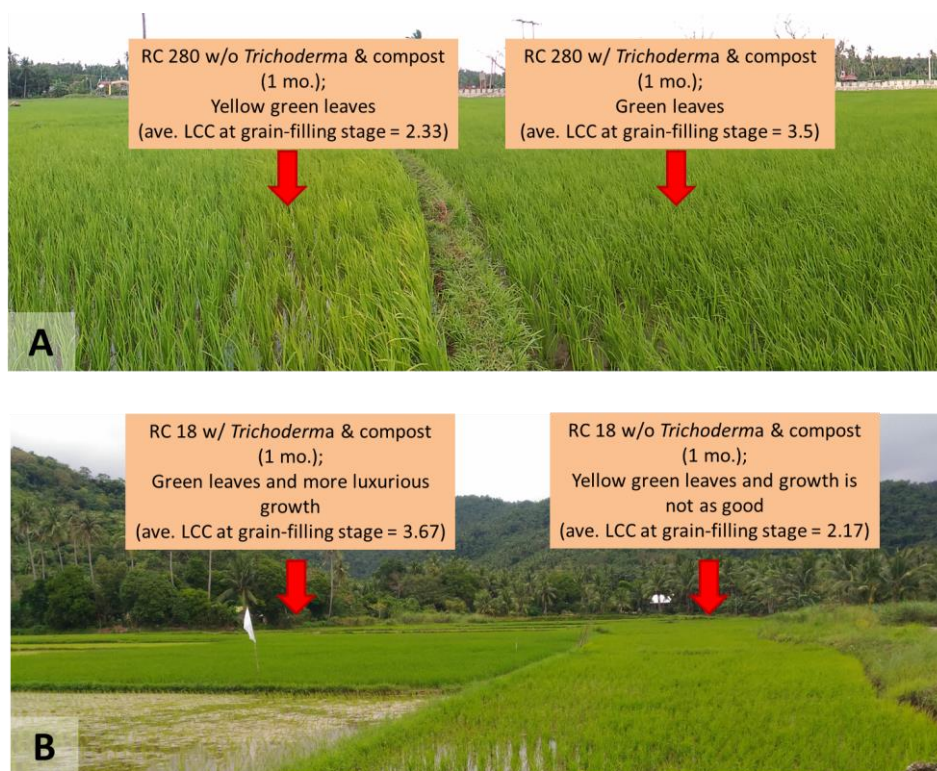 RC 280 w/o Trichoderma & compost
(1 mo.);
Yellow green leaves
(ave. LCC at grain-filling stage = 2.33)
RC 280 w/ Trichoderma & compost
(1 mo.);
Green leaves
(ave. LCC at grain-filling stage = 3.5)
A
RC 18 w/ Trichoderma & compost
(1 mo.);
Green leaves and more luxurious
growth
(ave. LCC at grain-filling stage = 3.67)
RC 18 w/o Trichoderma & compost
(1 mo.);
Yellow green leaves and growth is
not as good
(ave. LCC at grain-filling stage = 2.17)
B